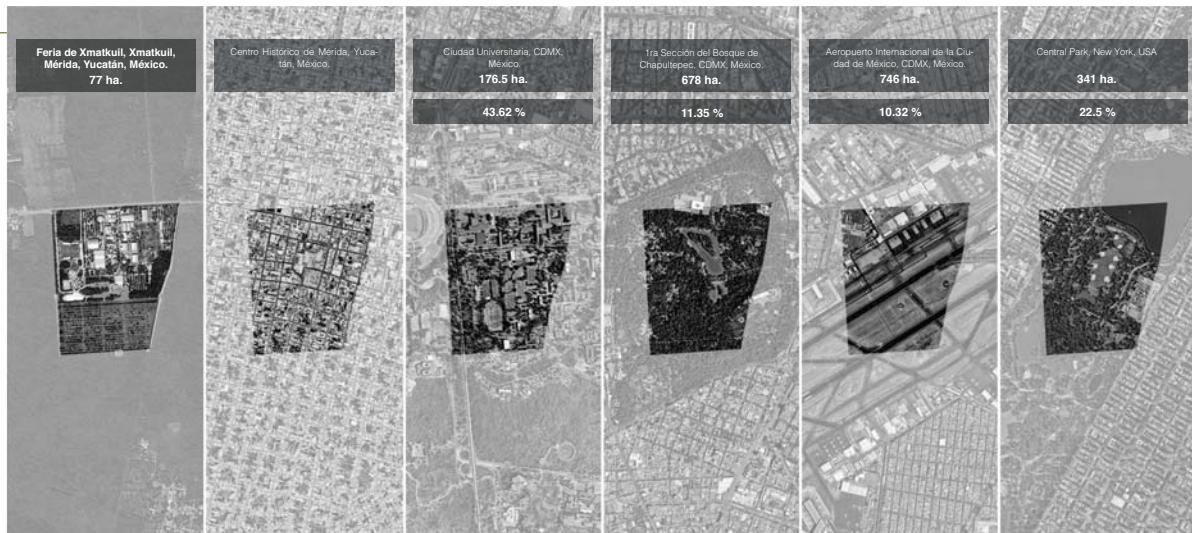 Feria de Xmatkuil, Xmatkuil,
Mérida, Yucatán, México.
77 ha.
Centro Histórico de Mérida, Yuca-
tán, México.
Ciudad Universitaria, CDMX,
México.
176.5 ha.
43.62 %
1ra Sección del Bosque de
Chapultepec, CDMX, México.
678 ha.
11.35 %
Aeropuerto Internacional de la Ciu-
dad de México, CDMX, México.
746 ha.
10.32 %
Central Park, New York, USA
341 ha.
22.5 %